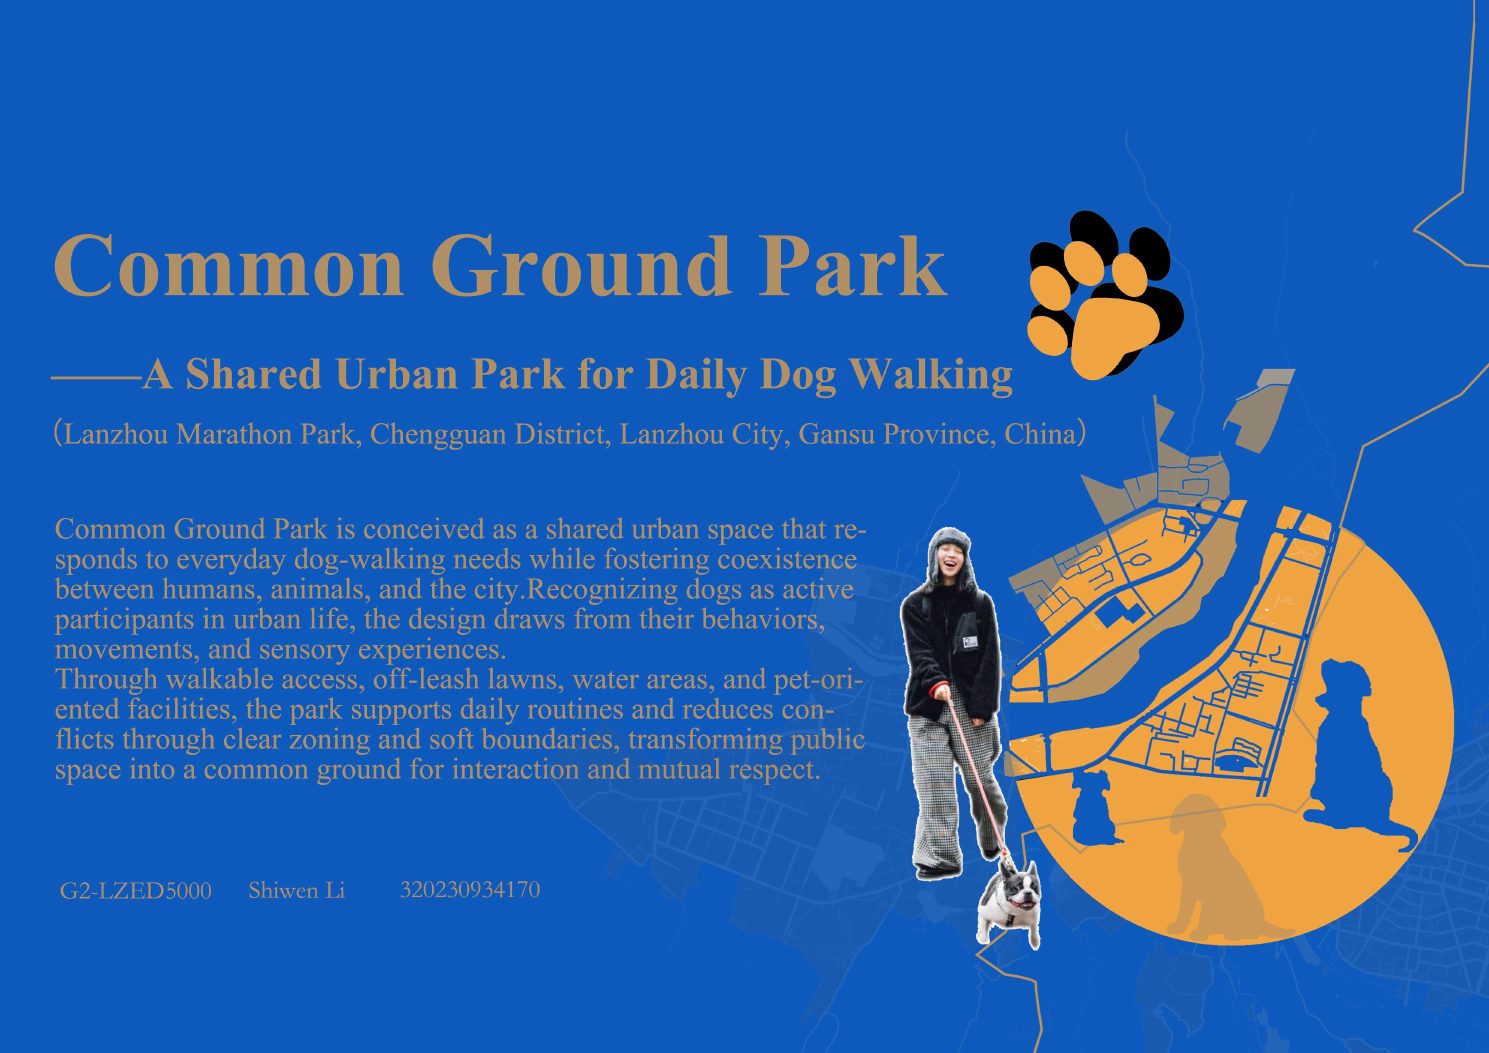 Common Ground Park
——A Shared Urban Park for Daily Dog Walking
（Lanzhou Marathon Park, Chengguan District, Lanzhou City, Gansu Province, China）
Common Ground Park is conceived as a shared urban space that re-
sponds to everyday dog-walking needs while fostering coexistence
between humans, animals, and the city.Recognizing dogs as active
participants in urban life, the design draws from their behaviors,
movements, and sensory experiences.
Through walkable access, off-leash lawns, water areas, and pet-ori-
ented facilities, the park supports daily routines and reduces con-
flicts through clear zoning and soft boundaries, transforming public
space into a common ground for interaction and mutual respect.
G2-LZED5000 Shiwen Li 320230934170